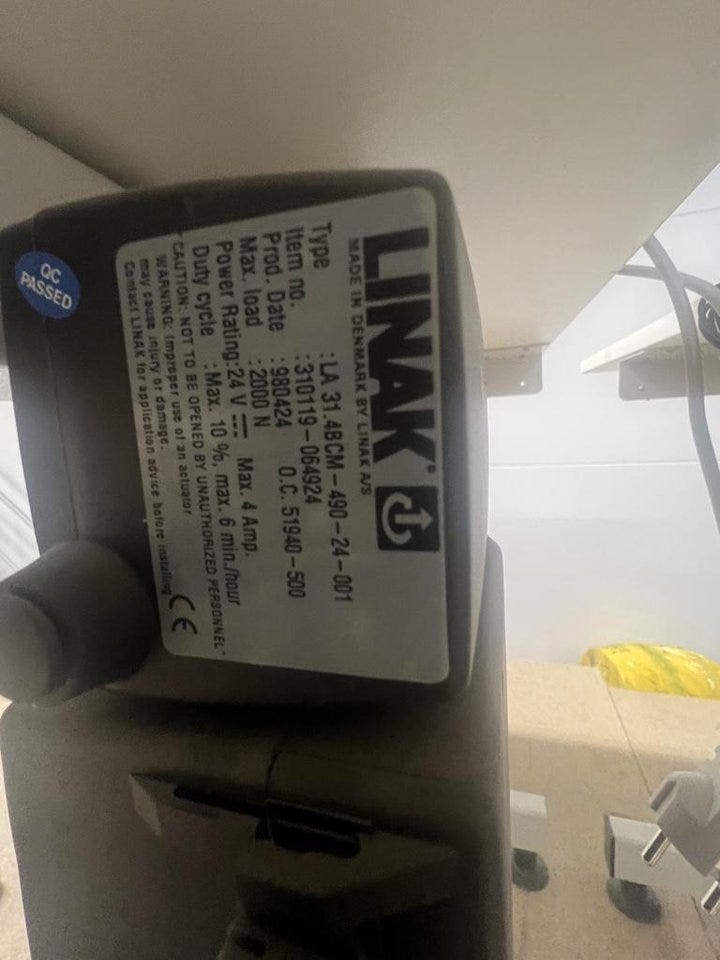 LINAK®
MADE IN DENMARK BY LINAK A/S
Type : LA 31.4BCM-490-24-001
Item no. : 310119-064924
Prod. Date : 980424 O.C. 51940-500
Max. load : 2000 N
Power Rating: 24 V Max. 4 Amp.
Duty cycle : Max. 10 %, max. 6 min./hour
"CAUTION: NOT TO BE OPENED BY UNAUTHORIZED PERSONNEL"
WARNING: Improper use of an actuator
may cause injury or damage.
Contact LINAK for application advice before installing
CE
QC
PASSED